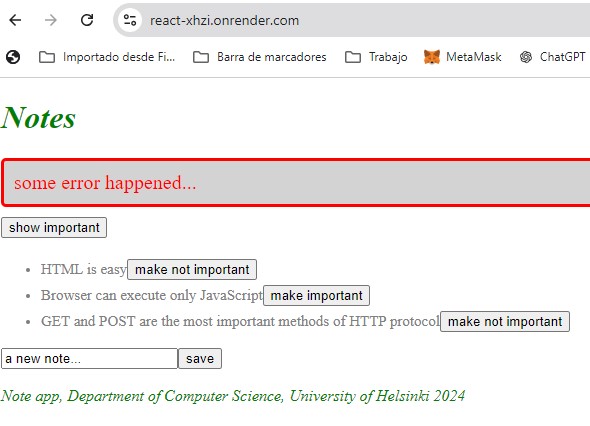 react-xhzi.onrender.com
Importado desde Fi... Barra de marcadores Trabajo MetaMask ChatGPT
Notes
some error happened...
show important
HTML is easy make not important
Browser can execute only JavaScript make important
GET and POST are the most important methods of HTTP protocol make not important
a new note... save
Note app, Department of Computer Science, University of Helsinki 2024